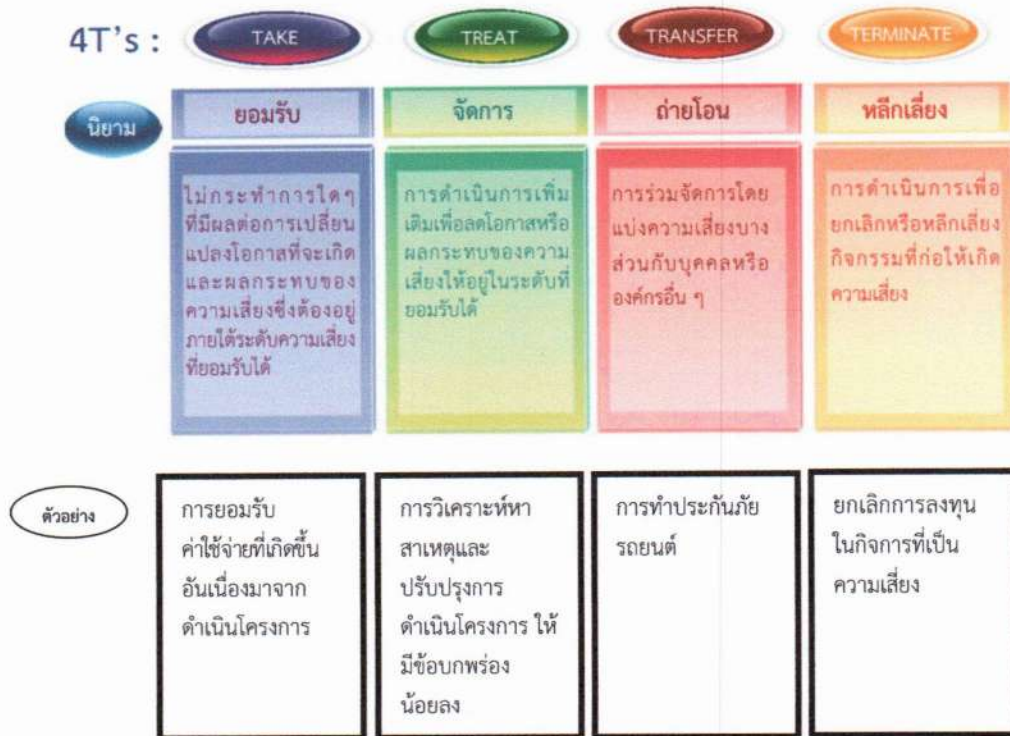 4T's :
TAKE
TREAT
TRANSFER
TERMINATE
นิยาม
ยอมรับ
จัดการ
ถ่ายโอน
หลีกเลี่ยง
ไม่กระทำการใดๆ
ที่มีผลต่อการเปลี่ยน
แปลงโอกาสที่จะเกิด
และผลกระทบของ
ความเสี่ยงซึ่งต้องอยู่
ภายใต้ระดับความเสี่ยง
ที่ยอมรับได้
การดำเนินการเพิ่ม
เติมเพื่อลดโอกาสหรือ
ผลกระทบของความ
เสี่ยงให้อยู่ในระดับที่
ยอมรับได้
การร่วมจัดการโดย
แบ่งความเสี่ยงบาง
ส่วนกับบุคคลหรือ
องค์กรอื่น ๆ
การดำเนินการเพื่อ
ยกเลิกหรือหลีกเลี่ยง
กิจกรรมที่ก่อให้เกิด
ความเสี่ยง
ตัวอย่าง
การยอมรับ
ค่าใช้จ่ายที่เกิดขึ้น
อันเนื่องมาจาก
ดำเนินโครงการ
การวิเคราะห์หา
สาเหตุและ
ปรับปรุงการ
ดำเนินโครงการ ให้
มีข้อบกพร่อง
น้อยลง
การทำประกันภัย
รถยนต์
ยกเลิกการลงทุน
ในกิจการที่เป็น
ความเสี่ยง